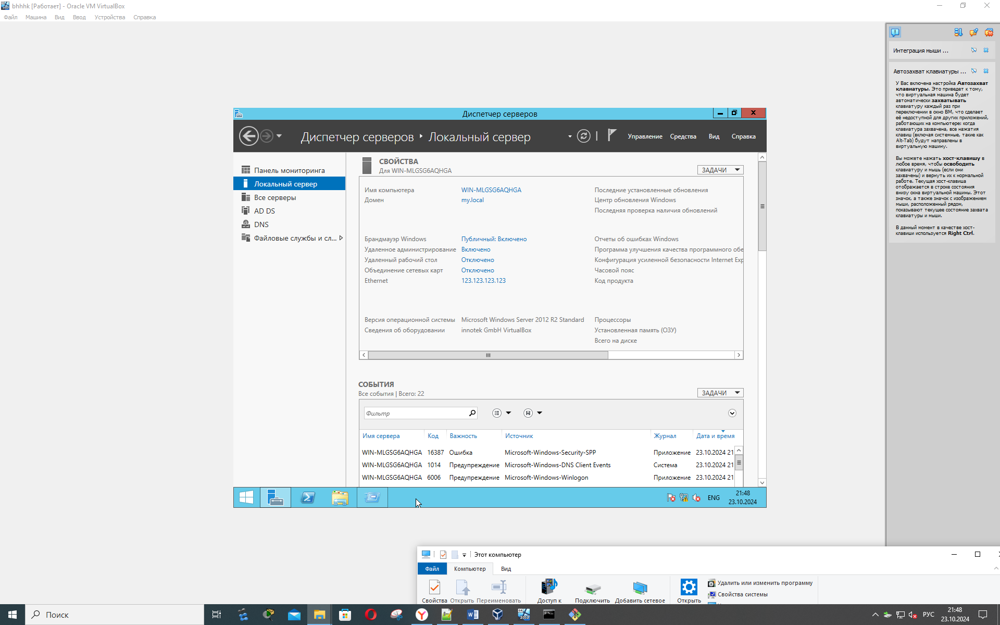 bhhhk [Работает] - Oracle VM VirtualBox
Файл Машина Вид Ввод Устройства Справка
Интеграция мыши ...
Автозахват клавиатуры ...
У Вас включена настройка Автозахват
клавиатуры. Это приведет к тому,
что виртуальная машина будет
автоматически захватывать
клавиатуру каждый раз при
переключении в окно ВМ, что сделает
её недоступной для других приложений,
работающих на компьютере: когда
клавиатура захвачена, все нажатия
клавиш (включая системные, такие как
Alt-Tab) будут направлены в
виртуальную машину.
Вы можете нажать хост-клавишу в
любое время, чтобы освободить
клавиатуру и мышь (если они
захвачены) и вернуть их к нормальной
работе. Текущая хост-клавиша
отображается в строке состояния
внизу окна виртуальной машины. Этот
значок, а также значок с изображением
мыши, расположенный рядом,
показывают текущее состояние захвата
клавиатуры и мыши.
В данный момент в качестве хост-
клавиши используется Right Ctrl.
Диспетчер серверов
Диспетчер серверов Локальный сервер
Управление Средства Вид Справка
Панель мониторинга
Локальный сервер
Все серверы
AD DS
DNS
Файловые службы и сл...
СВОЙСТВА
Для WIN-MLGSG6AQHGA
ЗАДАЧИ
Имя компьютера WIN-MLGSG6AQHGA Последние установленные обновления
Домен my.local Центр обновления Windows
Последняя проверка наличия обновлений
Брандмауэр Windows Публичный: Включено Отчеты об ошибках Windows
Удаленное администрирование Включено Программа улучшения качества программного обе
Удаленный рабочий стол Отключено Конфигурация усиленной безопасности Internet Exp
Объединение сетевых карт Отключено Часовой пояс
Ethernet 123.123.123.123 Код продукта
Версия операционной системы Microsoft Windows Server 2012 R2 Standard Процессоры
Сведения об оборудовании innotek GmbH VirtualBox Установленная память (ОЗУ)
Всего на диске
СОБЫТИЯ
Все события | Всего: 22
ЗАДАЧИ
Фильтр
Имя сервера Код Важность Источник Журнал Дата и время
WIN-MLGSG6AQHGA 16387 Ошибка Microsoft-Windows-Security-SPP Приложение 23.10.2024 21
WIN-MLGSG6AQHGA 1014 Предупреждение Microsoft-Windows-DNS Client Events Система 23.10.2024 21
WIN-MLGSG6AQHGA 6006 Предупреждение Microsoft-Windows-Winlogon Приложение 23.10.2024 21
ENG
21:48
23.10.2024
Этот компьютер
Файл Компьютер Вид
Свойства Открыть Переименовать Доступ к Подключить Добавить сетевое Открыть
Удалить или изменить программу
Свойства системы
Поиск
2012
РУС
21:48
23.10.2024